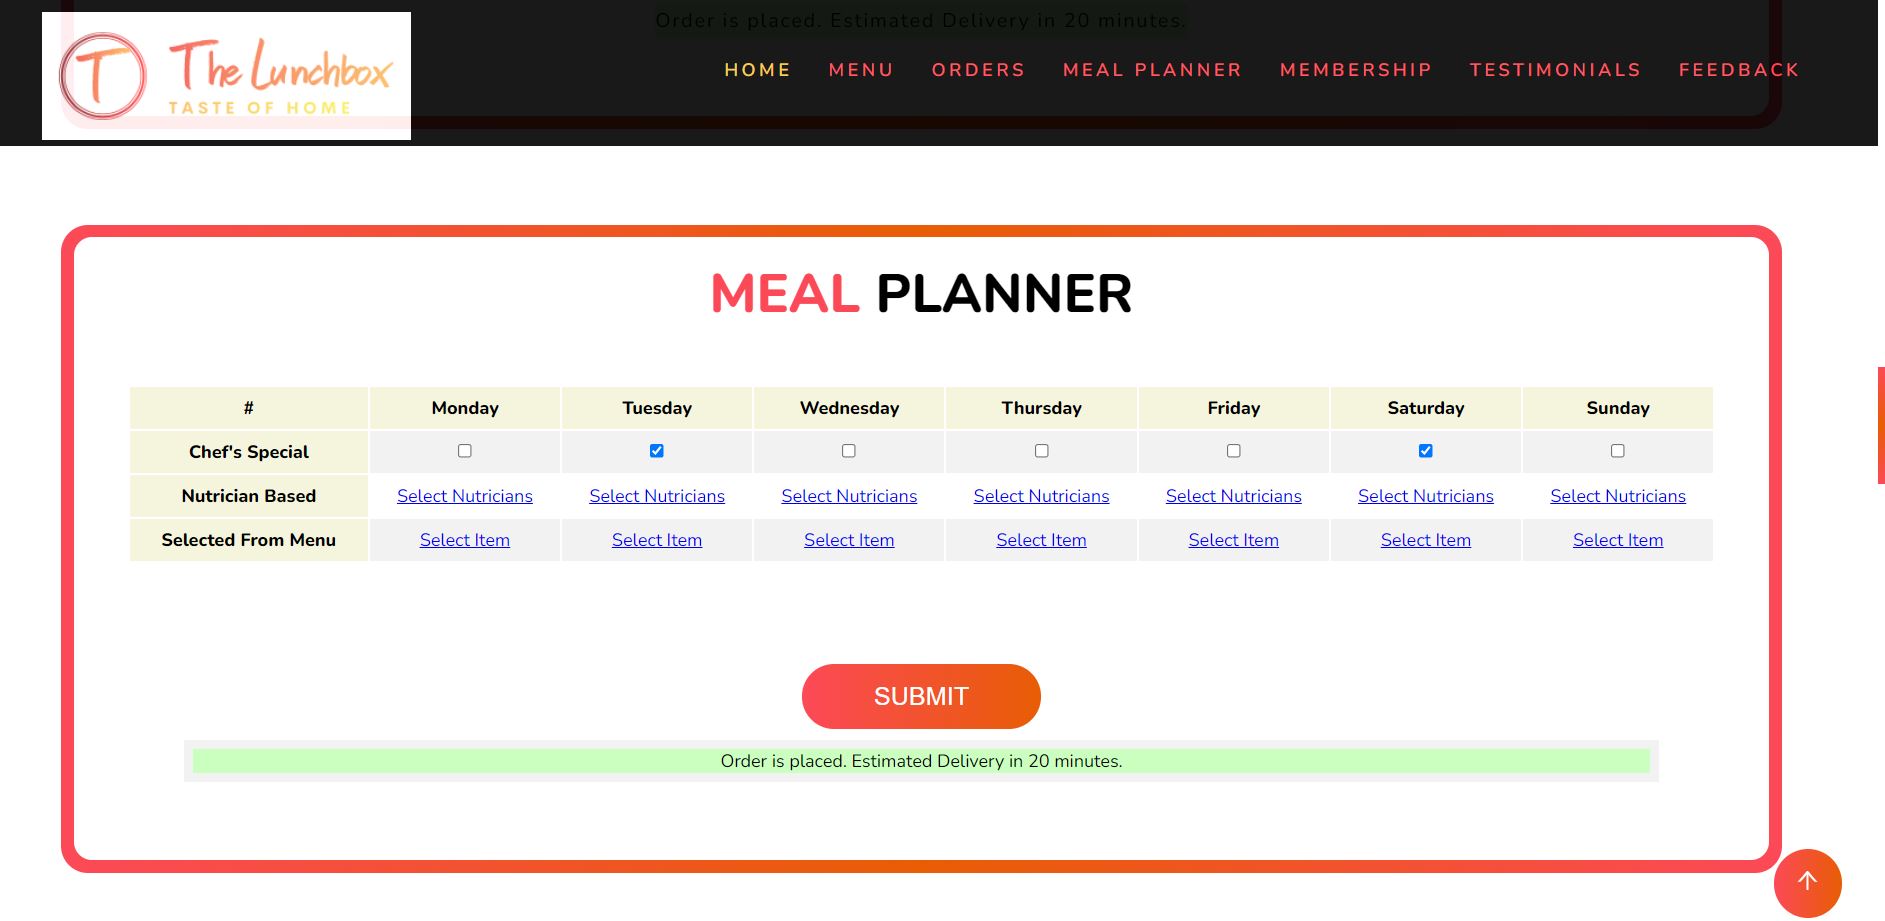 Order is placed. Estimated Delivery in 20 minutes.
T The Lunchbox
TASTE OF HOME
HOME MENU ORDERS MEAL PLANNER MEMBERSHIP TESTIMONIALS FEEDBACK
MEAL PLANNER
# Monday Tuesday Wednesday Thursday Friday Saturday Sunday
Chef's Special
Nutrician Based Select Nutricians Select Nutricians Select Nutricians Select Nutricians Select Nutricians Select Nutricians Select Nutricians
Selected From Menu Select Item Select Item Select Item Select Item Select Item Select Item Select Item
SUBMIT
Order is placed. Estimated Delivery in 20 minutes.